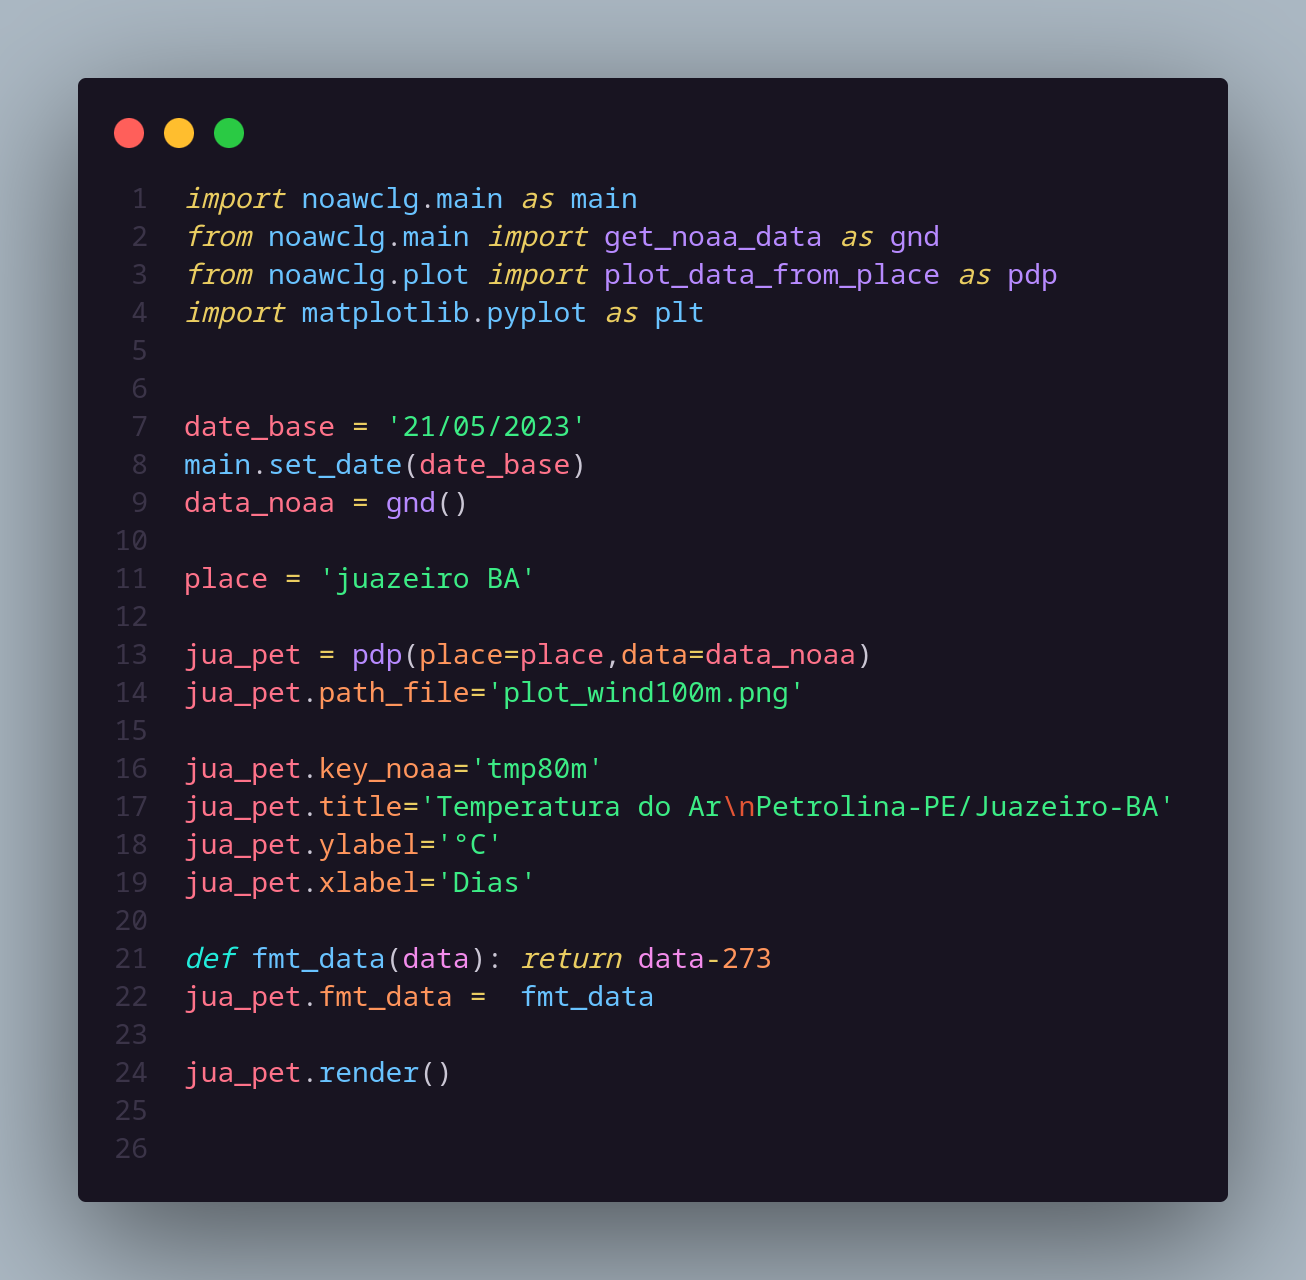 1 import noawclg.main as main
2 from noawclg.main import get_noaa_data as gnd
3 from noawclg.plot import plot_data_from_place as pdp
4 import matplotlib.pyplot as plt
5
6
7 date_base = '21/05/2023'
8 main.set_date(date_base)
9 data_noaa = gnd()
10
11 place = 'juazeiro BA'
12
13 jua_pet = pdp(place=place,data=data_noaa)
14 jua_pet.path_file='plot_wind100m.png'
15
16 jua_pet.key_noaa='tmp80m'
17 jua_pet.title='Temperatura do Ar\nPetrolina-PE/Juazeiro-BA'
18 jua_pet.ylabel='°C'
19 jua_pet.xlabel='Dias'
20
21 def fmt_data(data): return data-273
22 jua_pet.fmt_data =  fmt_data
23
24 jua_pet.render()
25
26